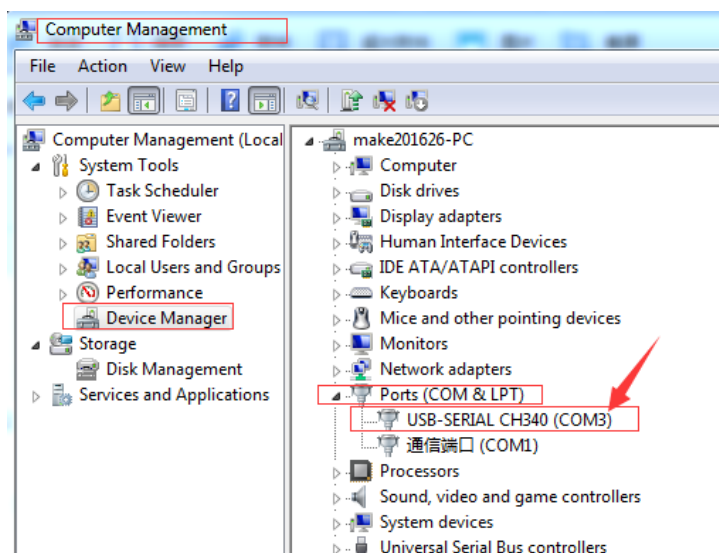 Computer Management
File Action View Help
Computer Management (Local
System Tools
Task Scheduler
Event Viewer
Shared Folders
Local Users and Groups
Performance
Device Manager
Storage
Disk Management
Services and Applications
make201626-PC
Computer
Disk drives
Display adapters
Human Interface Devices
IDE ATA/ATAPI controllers
Keyboards
Mice and other pointing devices
Monitors
Network adapters
Ports (COM & LPT)
USB-SERIAL CH340 (COM3)
通信端口 (COM1)
Processors
Sound, video and game controllers
System devices
Universal Serial Bus controllers